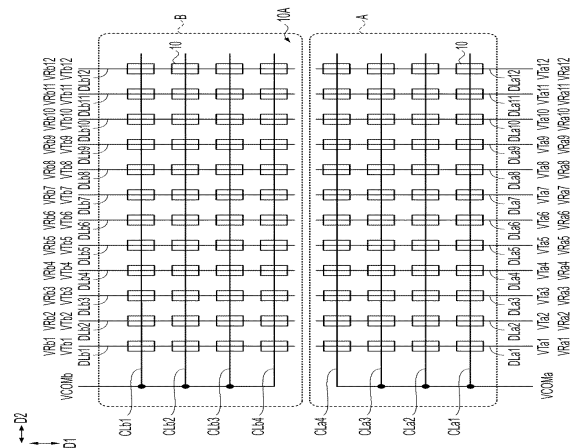 B
10A
A
VRb1 VRb2 VRb3 VRb4 VRb5 VRb6 VRb7 VRb8 VRb9 VRb10 VRb11 VRb12
VTb1 VTb2 VTb3 VTb4 VTb5 VTb6 VTb7 VTb8 VTb9 VTb10 VTb11 VTb12
DLb1 DLb2 DLb3 DLb4 DLb5 DLb6 DLb7 DLb8 DLb9 DLb10 DLb11 DLb12
10
10
VCOMb
CLb1
CLb2
CLb3
CLb4
CLa4
CLa3
CLa2
CLa1
VCOMa
DLa1 DLa2 DLa3 DLa4 DLa5 DLa6 DLa7 DLa8 DLa9 DLa10 DLa11 DLa12
VTa1 VTa2 VTa3 VTa4 VTa5 VTa6 VTa7 VTa8 VTa9 VTa10 VTa11 VTa12
VRa1 VRa2 VRa3 VRa4 VRa5 VRa6 VRa7 VRa8 VRa9 VRa10 VRa11 VRa12
D2
D1